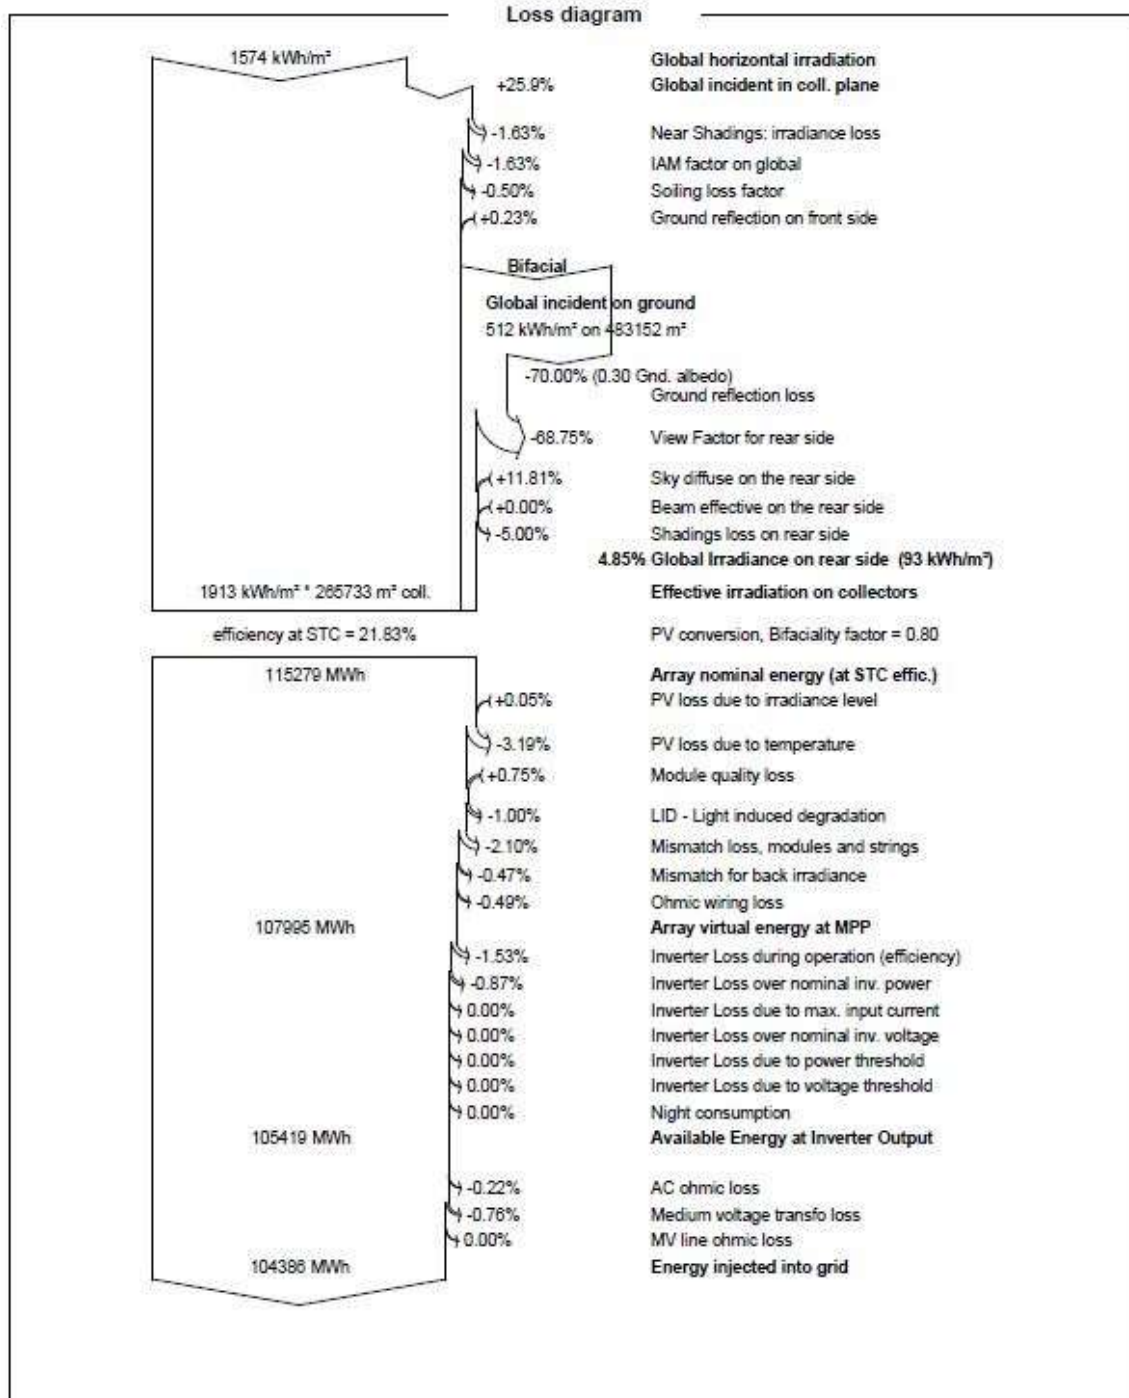 Loss diagram
1574 kWh/m² Global horizontal irradiation
+25.9% Global incident in coll. plane
-1.63% Near Shadings: irradiance loss
-1.63% IAM factor on global
-0.50% Soiling loss factor
+0.23% Ground reflection on front side
Bifacial
Global incident on ground
512 kWh/m² on 483152 m²
-70.00% (0.30 Gnd. albedo)
Ground reflection loss
-68.75% View Factor for rear side
+11.81% Sky diffuse on the rear side
+0.00% Beam effective on the rear side
-5.00% Shadings loss on rear side
4.85% Global Irradiance on rear side (93 kWh/m²)
1913 kWh/m² * 265733 m² coll. Effective irradiation on collectors
efficiency at STC = 21.83% PV conversion, Bifaciality factor = 0.80
115279 MWh Array nominal energy (at STC effic.)
+0.05% PV loss due to irradiance level
-3.19% PV loss due to temperature
+0.75% Module quality loss
-1.00% LID - Light induced degradation
-2.10% Mismatch loss, modules and strings
-0.47% Mismatch for back irradiance
-0.49% Ohmic wiring loss
107995 MWh Array virtual energy at MPP
-1.53% Inverter Loss during operation (efficiency)
-0.87% Inverter Loss over nominal inv. power
0.00% Inverter Loss due to max. input current
0.00% Inverter Loss over nominal inv. voltage
0.00% Inverter Loss due to power threshold
0.00% Inverter Loss due to voltage threshold
0.00% Night consumption
105419 MWh Available Energy at Inverter Output
-0.22% AC ohmic loss
-0.76% Medium voltage transfo loss
0.00% MV line ohmic loss
104386 MWh Energy injected into grid